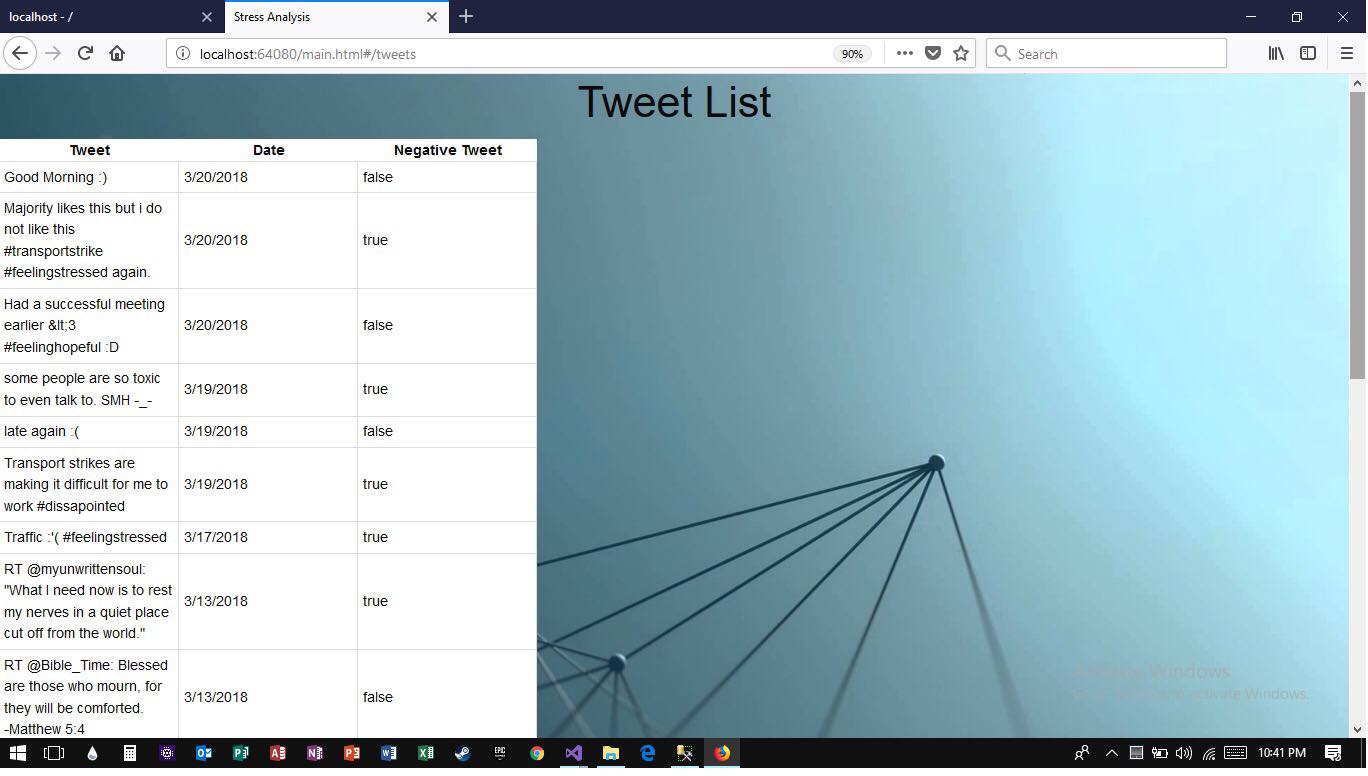 localhost - /
Stress Analysis
localhost:64080/main.html#/tweets
90%
Search
Tweet List
Tweet Date Negative Tweet
Good Morning :) 3/20/2018 false
Majority likes this but i do
not like this
#transportstrike
#feelingstressed again.
3/20/2018 true
Had a successful meeting
earlier &lt;3
#feelinghopeful :D
3/20/2018 false
some people are so toxic
to even talk to. SMH -_-
3/19/2018 true
late again :( 3/19/2018 false
Transport strikes are
making it difficult for me to
work #dissapointed
3/19/2018 true
Traffic :'( #feelingstressed 3/17/2018 true
RT @myunwrittensoul:
"What I need now is to rest
my nerves in a quiet place
cut off from the world."
3/13/2018 true
RT @Bible_Time: Blessed
are those who mourn, for
they will be comforted.
-Matthew 5:4
3/13/2018 false
Activate Windows
activate Windows.
EPIC
10:41 PM